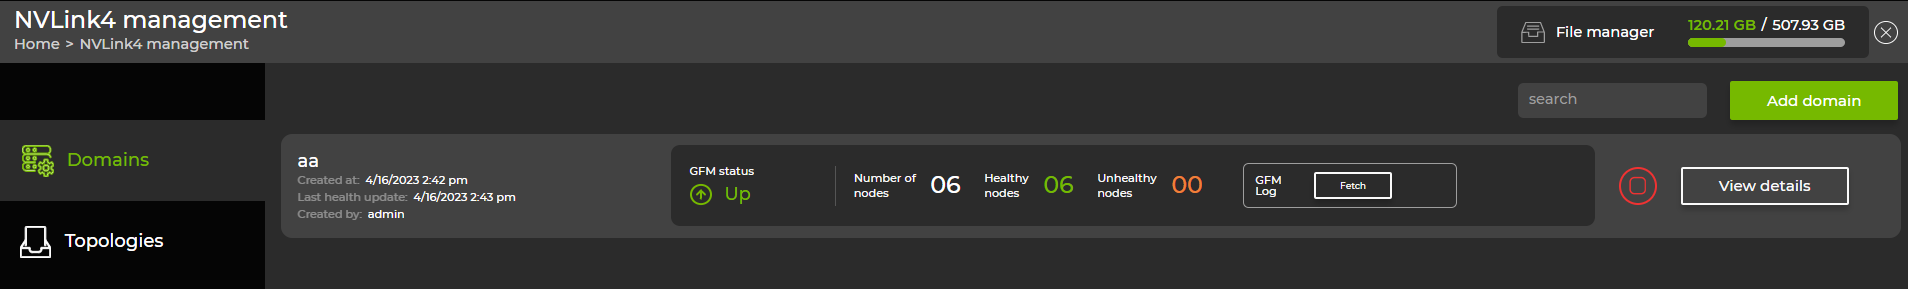 NVLink4 management
Home > NVLink4 management
File manager
120.21 GB / 507.93 GB
search
Add domain
Domains
Topologies
aa
Created at: 4/16/2023 2:42 pm
Last health update: 4/16/2023 2:43 pm
Created by: admin
GFM status
Up
Number of
nodes
06
Healthy
nodes
06
Unhealthy
nodes
00
GFM
Log
Fetch
View details